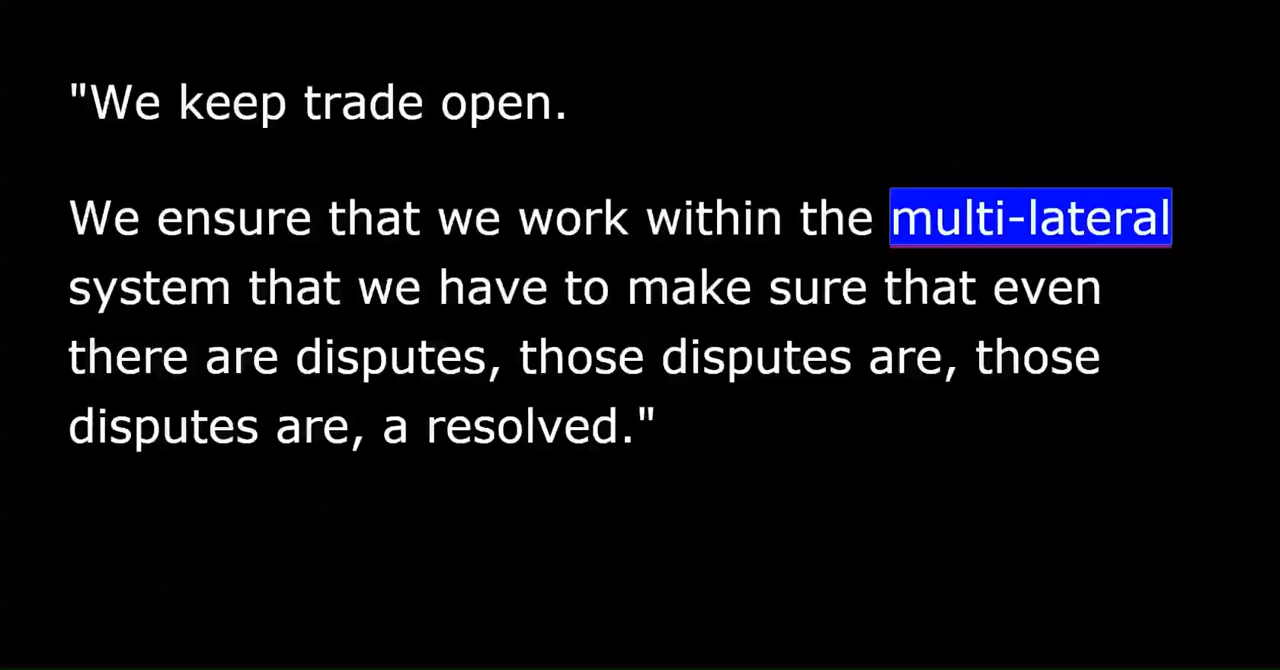 "We keep trade open.
We ensure that we work within the multi-lateral
system that we have to make sure that even
there are disputes, those disputes are, those
disputes are, a resolved."